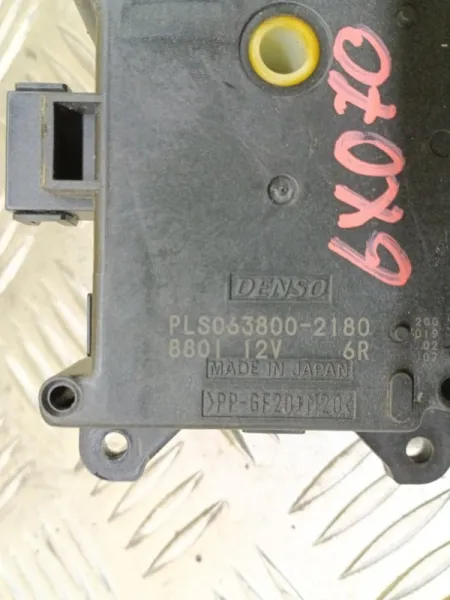 6X070
DENSO
PLS063800-2180
8801 12V 6R
MADE IN JAPAN
>PP-GF20+M20<